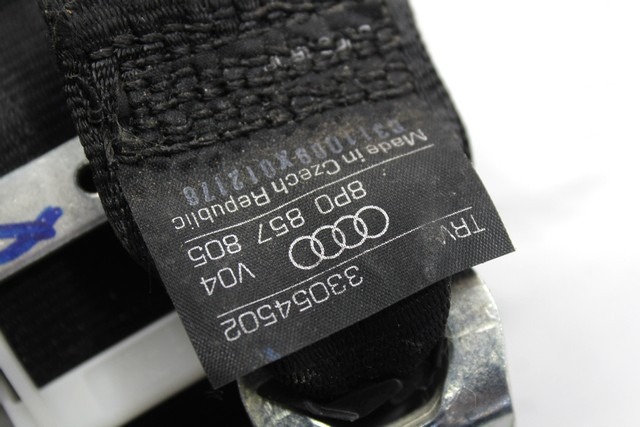 33054502
TRW V04
8P0 857 805
Made in Czech Republic